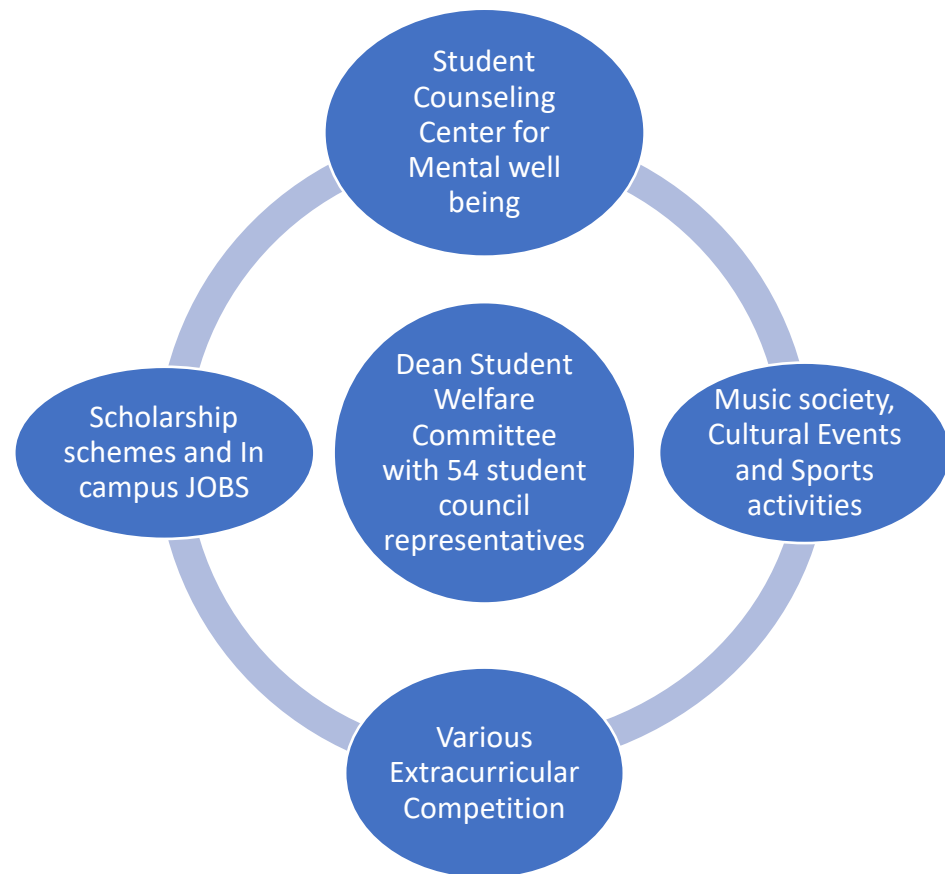 Student
Counseling
Center for
Mental well
being
Dean Student
Welfare
Committee
with 54 student
council
representatives
Scholarship
schemes and In
campus JOBS
Music society,
Cultural Events
and Sports
activities
Various
Extracurricular
Competition